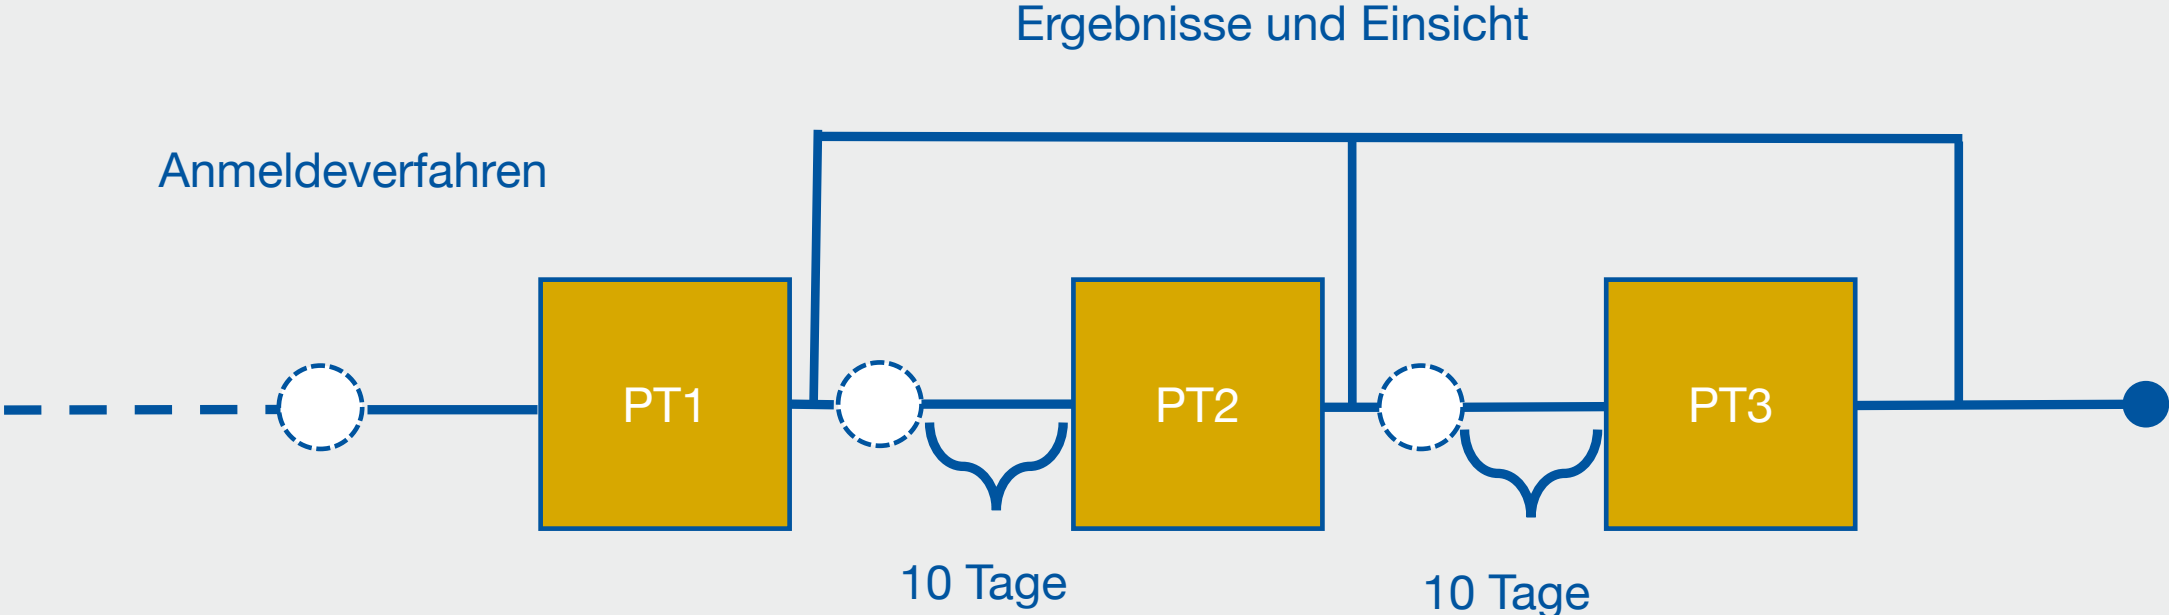 Ergebnisse und Einsicht
Anmeldeverfahren
PT1
PT2
PT3
10 Tage
10 Tage